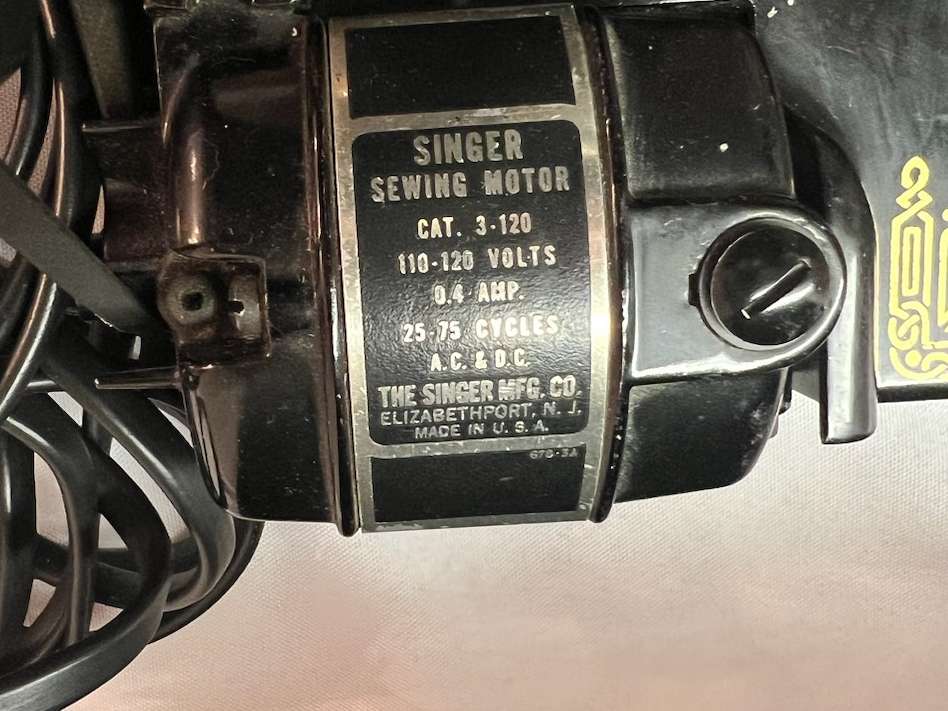 SINGER
SEWING MOTOR
CAT. 3-120
110-120 VOLTS
0.4 AMP.
25-75 CYCLES
A.C. & D.C.
THE SINGER MFG. CO.
ELIZABETHPORT, N. J.
MADE IN U. S. A.